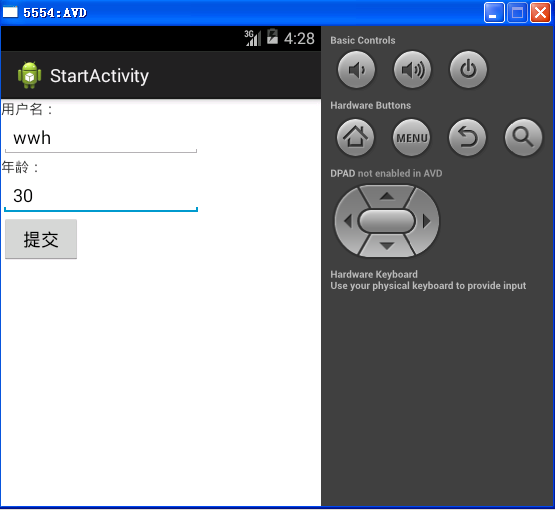 5554:AVD
3G 4:28
StartActivity
用户名：
wwh
年龄：
30
提交
Basic Controls
Hardware Buttons
MENU
DPAD not enabled in AVD
Hardware Keyboard
Use your physical keyboard to provide input